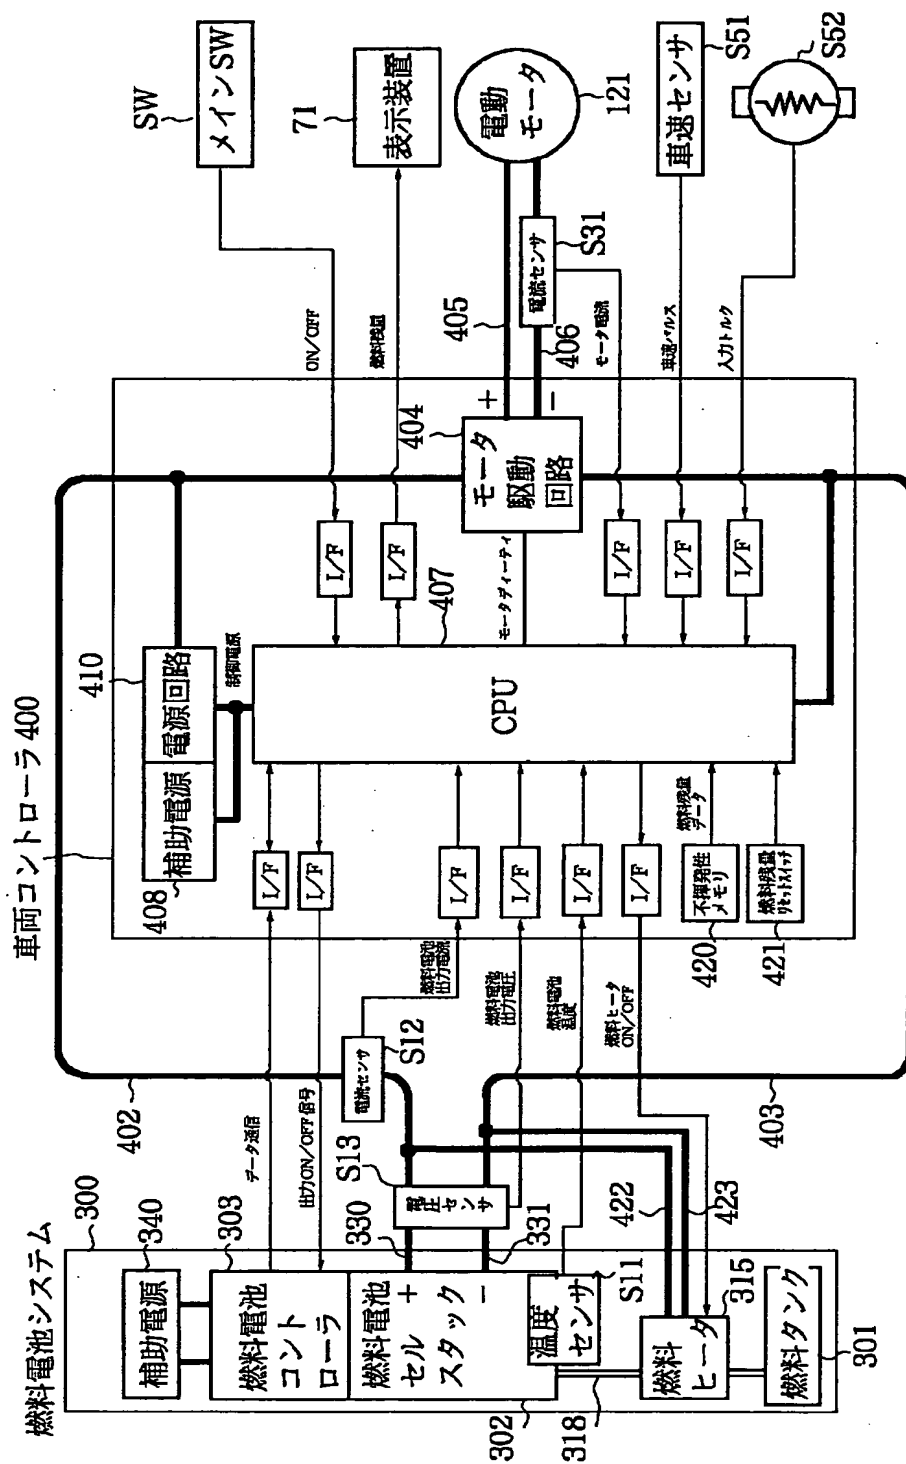 燃料電池システム
300
340
補助電源
303
燃料電池
コント
ローラ
燃料電池
セル
スタック
+
−
302
温度
センサ
S11
318
燃料
ヒータ
315
燃料タンク
301
330
331
電圧センサ
S13
422
423
402
403
電流センサ
S12
データ通信
出力ON/OFF信号
燃料電池
出力電流
燃料電池
出力電圧
燃料電池
温度
燃料ヒータ
ON/OFF
車両コントローラ400
408
補助電源
電源回路
410
制御電源
I/F
I/F
I/F
I/F
I/F
I/F
不揮発性
メモリ
420
燃料残量
データ
燃料残量
リセットスイッチ
421
CPU
407
モータデューティ
I/F
I/F
I/F
I/F
I/F
モータ
駆動
回路
404
+
−
405
406
ON/OFF
燃料残量
電流センサ
S31
モータ電流
車速パルス
入力トルク
SW
メインSW
71
表示装置
電動
モータ
121
車速センサ
S51
S52